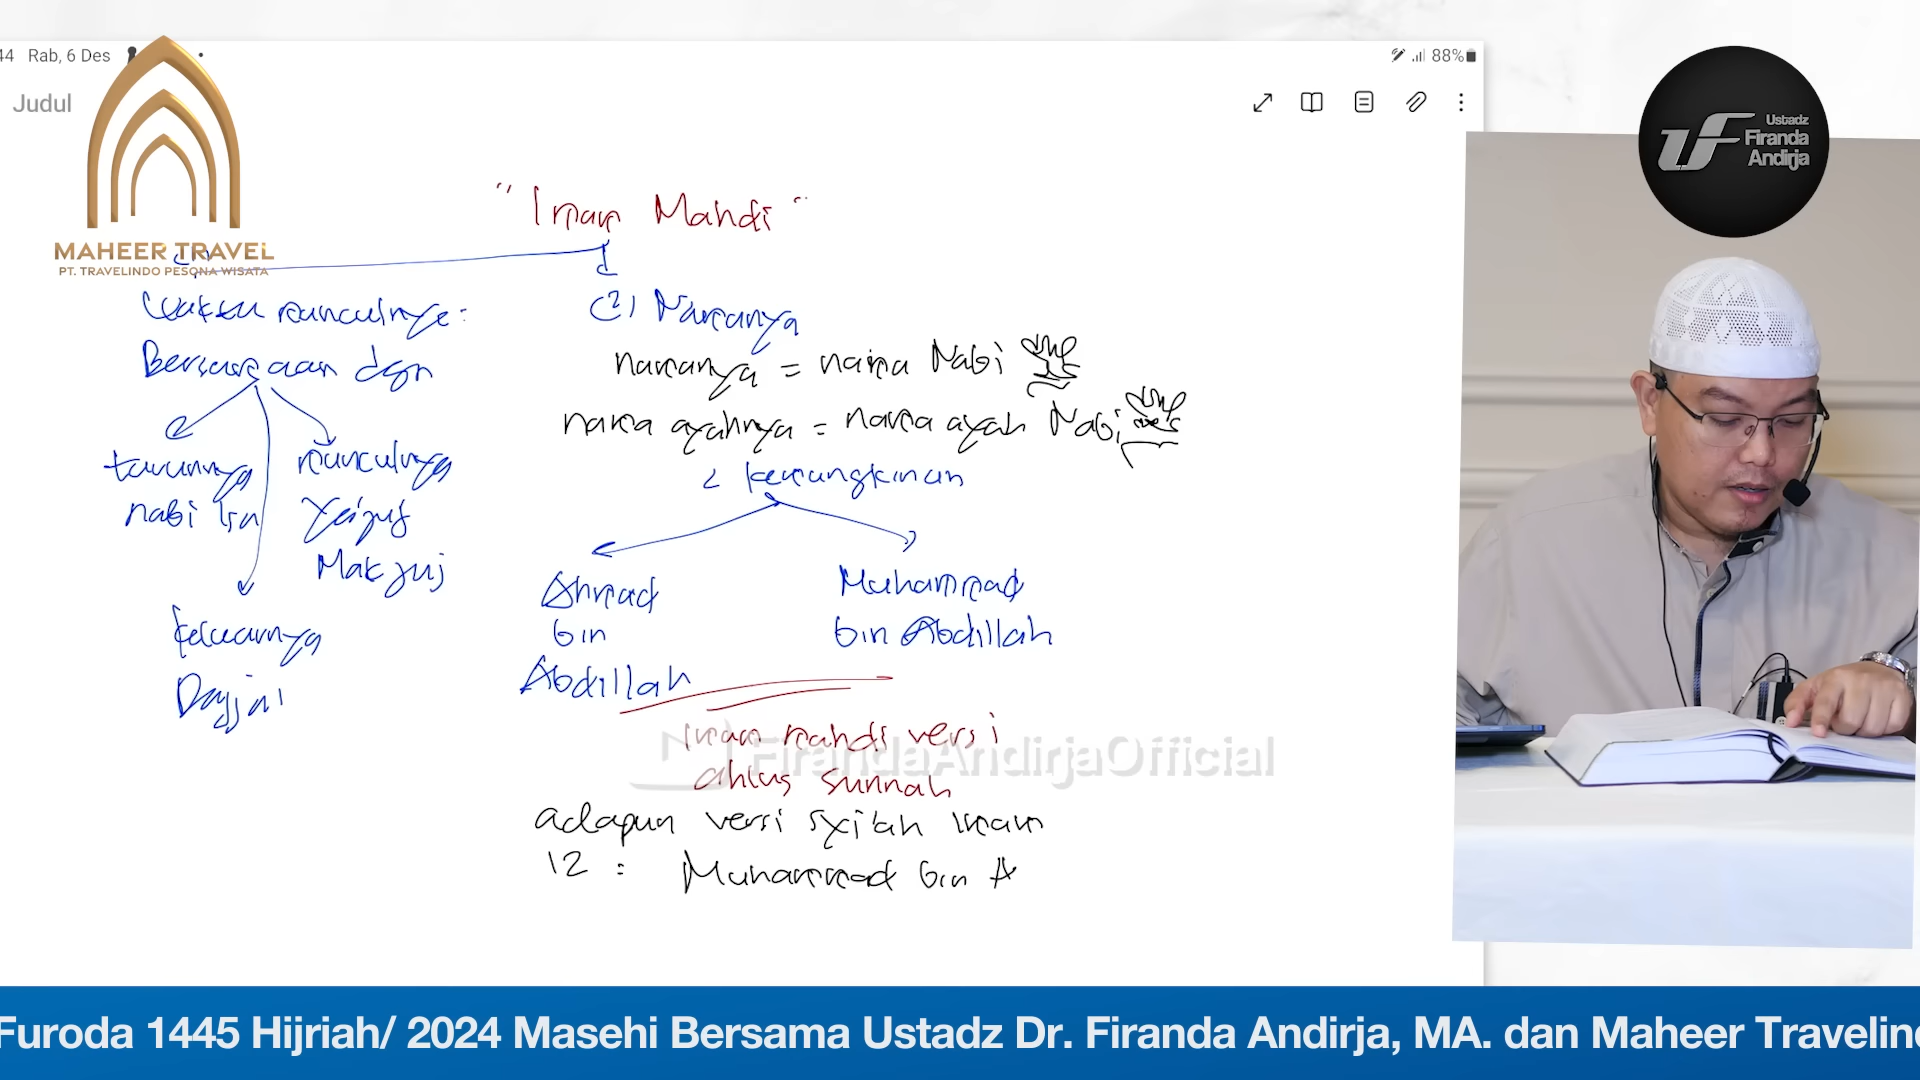 44 Rab, 6 Des
88%
Judul
MAHEER TRAVEL
PT. TRAVELINDO PESONA WISATA
Ustadz
Firanda
Andirja
"Imam Mahdi"
Waktu munculnya:
Bersamaan dgn
turunnya
nabi Isa
munculnya
Ya'juj
Makjuj
keluarnya
Dajjal
(2) Namanya
namanya = nama Nabi ﷺ
nama ayahnya = nama ayah Nabi ﷺ
2 kemungkinan
Ahmad
bin
Abdillah
Muhammad
bin Abdillah
imam mahdi versi
ahlus sunnah
adapun versi syi'ah imam
12 : Muhammad bin A
FirandaAndirjaOfficial
Furoda 1445 Hijriah/ 2024 Masehi Bersama Ustadz Dr. Firanda Andirja, MA. dan Maheer Travelin